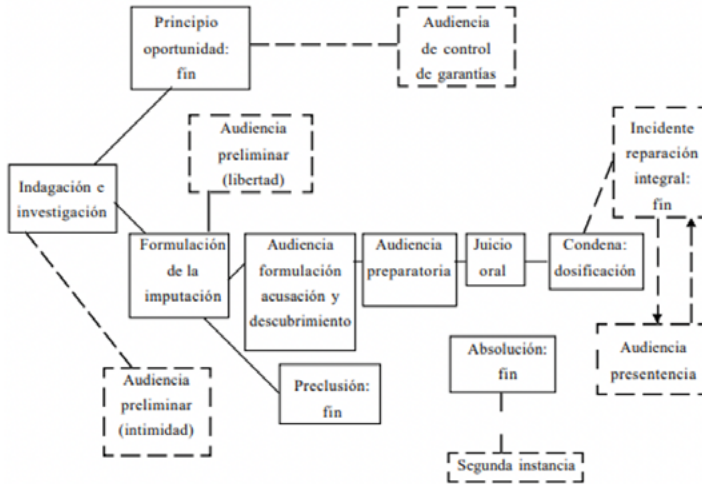 Principio
oportunidad:
fin
Audiencia
de control
de garantías
Audiencia
preliminar
(libertad)
Incidente
reparación
integral:
fin
Indagación e
investigación
Formulación
de la
imputación
Audiencia
formulación
acusación y
descubrimiento
Audiencia
preparatoria
Juicio
oral
Condena:
dosificación
Audiencia
preliminar
(intimidad)
Preclusión:
fin
Absolución:
fin
Audiencia
presentencia
Segunda instancia